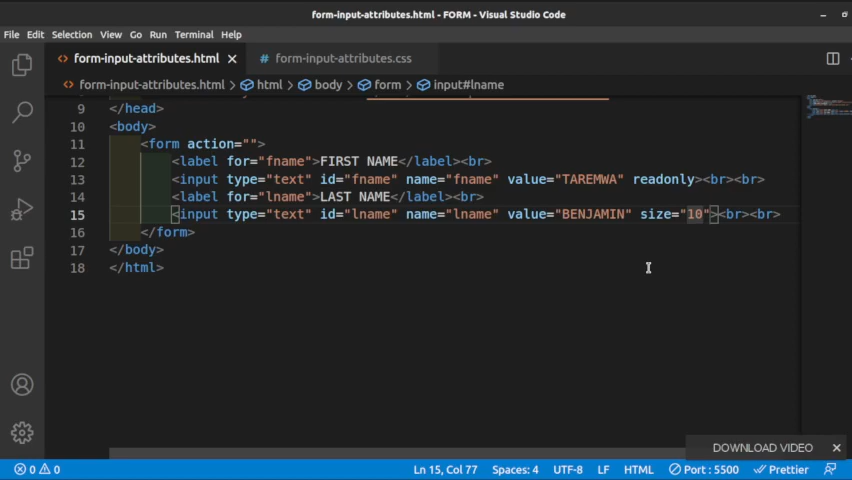 form-input-attributes.html - FORM - Visual Studio Code
File Edit Selection View Go Run Terminal Help
form-input-attributes.html form-input-attributes.css
form-input-attributes.html > html > body > form > input#lname
9 </head>
10 <body>
11 <form action="">
12 <label for="fname">FIRST NAME</label><br>
13 <input type="text" id="fname" name="fname" value="TAREMWA" readonly><br><br>
14 <label for="lname">LAST NAME</label><br>
15 <input type="text" id="lname" name="lname" value="BENJAMIN" size="10"><br><br>
16 </form>
17 </body>
18 </html>
DOWNLOAD VIDEO
0 0 Ln 15, Col 77 Spaces: 4 UTF-8 LF HTML Port : 5500 Prettier